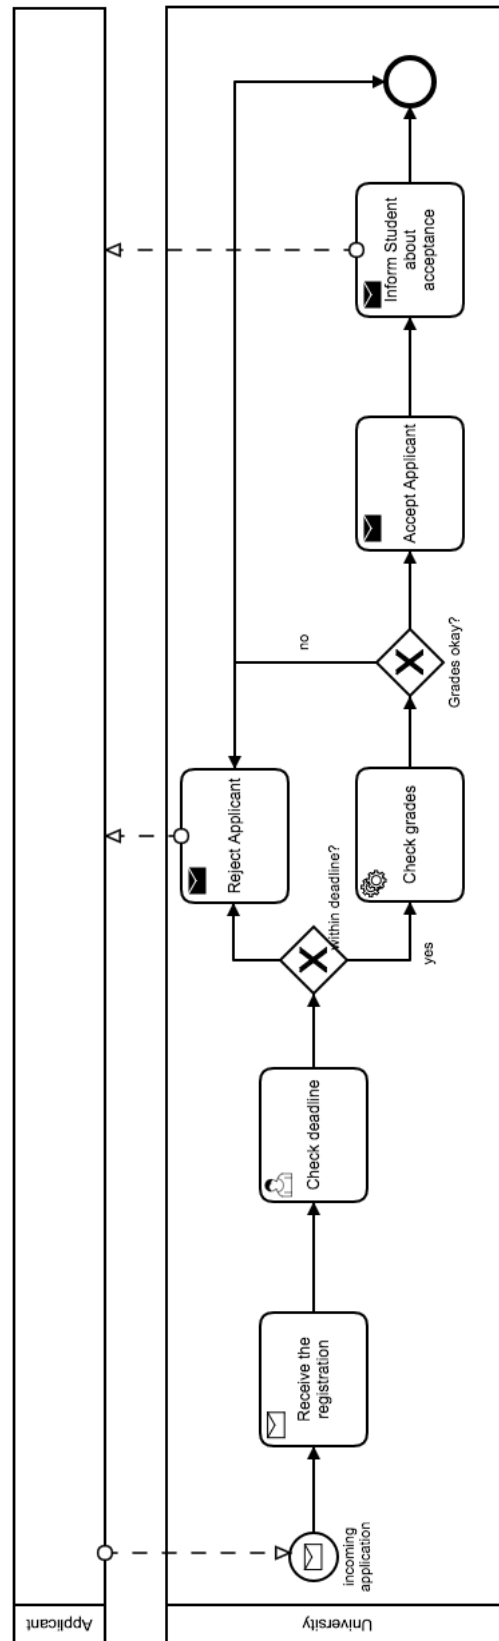 Applicant
University
incoming
application
Receive the
registration
Check deadline
within deadline?
yes
Reject Applicant
Check grades
Grades okay?
no
Accept Applicant
Inform Student
about
acceptance